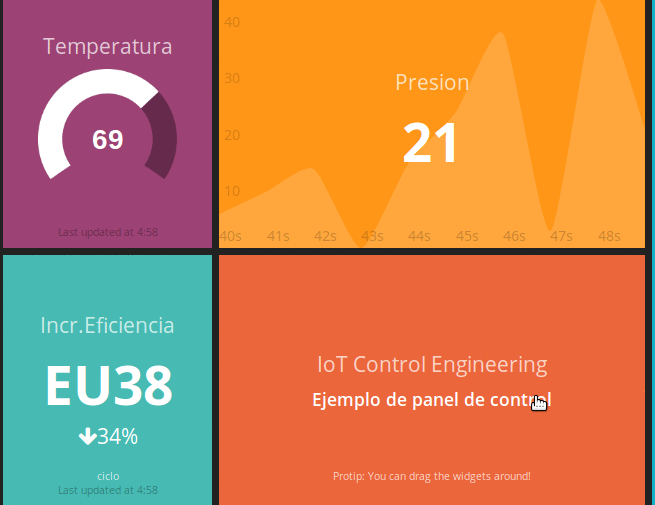 Temperatura
69
Last updated at 4:58
40
30
20
10
Presion
21
40s 41s 42s 43s 44s 45s 46s 47s 48s
Incr.Eficiencia
EU38
34%
ciclo
Last updated at 4:58
IoT Control Engineering
Ejemplo de panel de control
Protip: You can drag the widgets around!